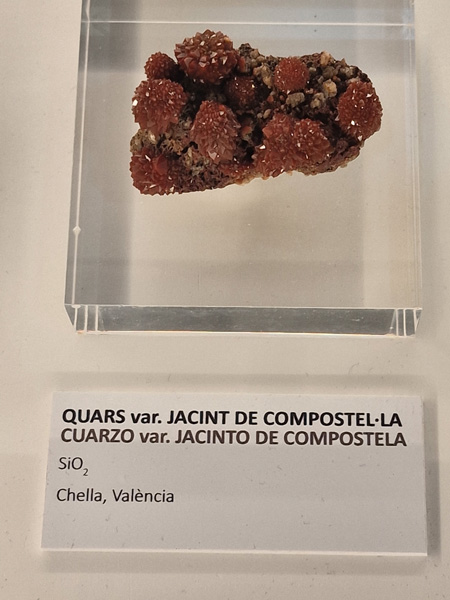 QUARS var. JACINT DE COMPOSTEL·LA
CUARZO var. JACINTO DE COMPOSTELA
SiO₂
Chella, València